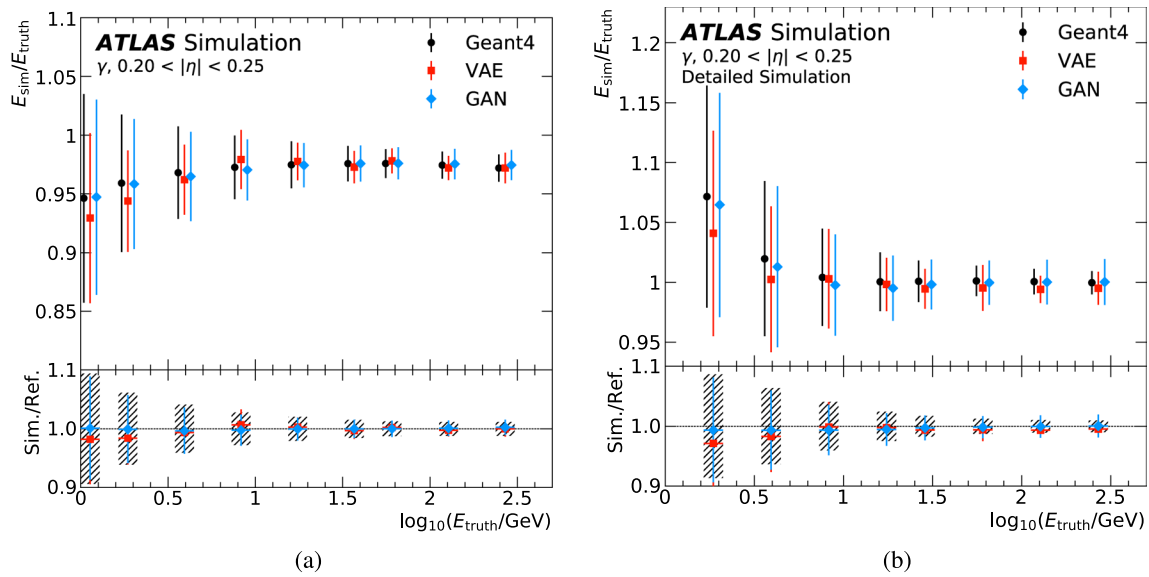 ATLAS Simulation
γ, 0.20 < |η| < 0.25
Geant4
VAE
GAN
E_sim/E_truth
1.1
1.05
1
0.95
0.9
0.85
Sim./Ref.
1.1
1.0
0.9
0 0.5 1 1.5 2 2.5
log₁₀(E_truth/GeV)
(a)
ATLAS Simulation
γ, 0.20 < |η| < 0.25
Detailed Simulation
Geant4
VAE
GAN
E_sim/E_truth
1.2
1.15
1.1
1.05
1
0.95
Sim./Ref.
1.1
1.0
0.9
0 0.5 1 1.5 2 2.5
log₁₀(E_truth/GeV)
(b)